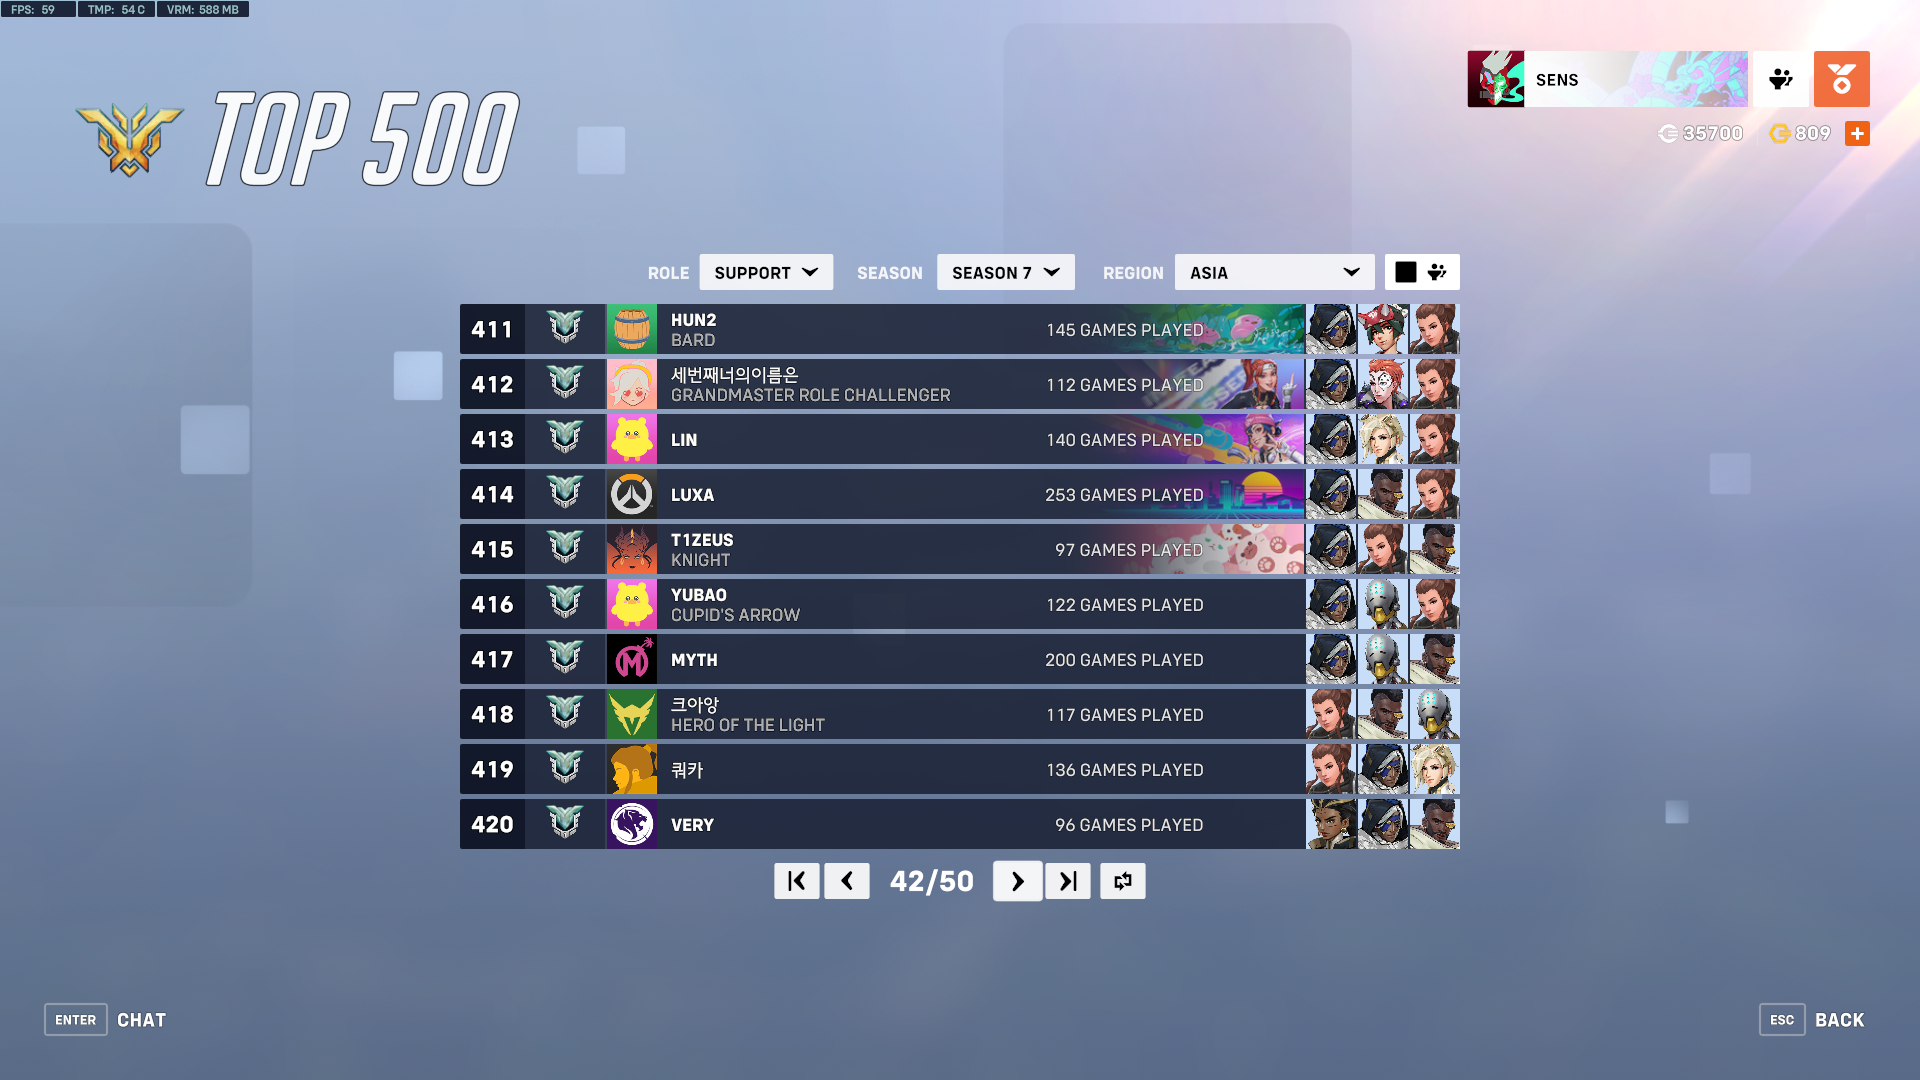 FPS: 59 TMP: 54 C VRM: 588 MB
TOP 500
SENS
35700 809
ROLE SUPPORT SEASON SEASON 7 REGION ASIA
411 HUN2 145 GAMES PLAYED
BARD
412 세번째너의이름은 112 GAMES PLAYED
GRANDMASTER ROLE CHALLENGER
413 LIN 140 GAMES PLAYED
414 LUXA 253 GAMES PLAYED
415 T1ZEUS 97 GAMES PLAYED
KNIGHT
416 YUBAO 122 GAMES PLAYED
CUPID'S ARROW
417 MYTH 200 GAMES PLAYED
418 크아앙 117 GAMES PLAYED
HERO OF THE LIGHT
419 쿼카 136 GAMES PLAYED
420 VERY 96 GAMES PLAYED
42/50
ENTER CHAT
ESC BACK